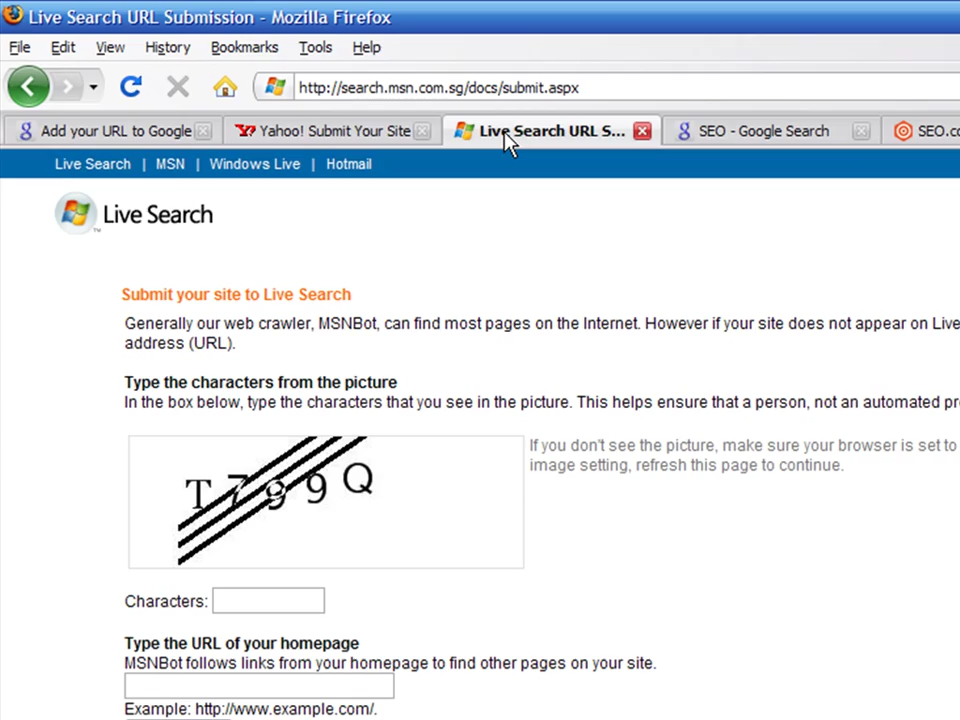 Live Search URL Submission - Mozilla Firefox
File Edit View History Bookmarks Tools Help
http://search.msn.com.sg/docs/submit.aspx
Add your URL to Google Yahoo! Submit Your Site Live Search URL S... SEO - Google Search SEO.co
Live Search | MSN | Windows Live | Hotmail
Live Search
Submit your site to Live Search
Generally our web crawler, MSNBot, can find most pages on the Internet. However if your site does not appear on Live
address (URL).
Type the characters from the picture
In the box below, type the characters that you see in the picture. This helps ensure that a person, not an automated pr
If you don't see the picture, make sure your browser is set to
image setting, refresh this page to continue.
T799Q
Characters:
Type the URL of your homepage
MSNBot follows links from your homepage to find other pages on your site.
Example: http://www.example.com/.